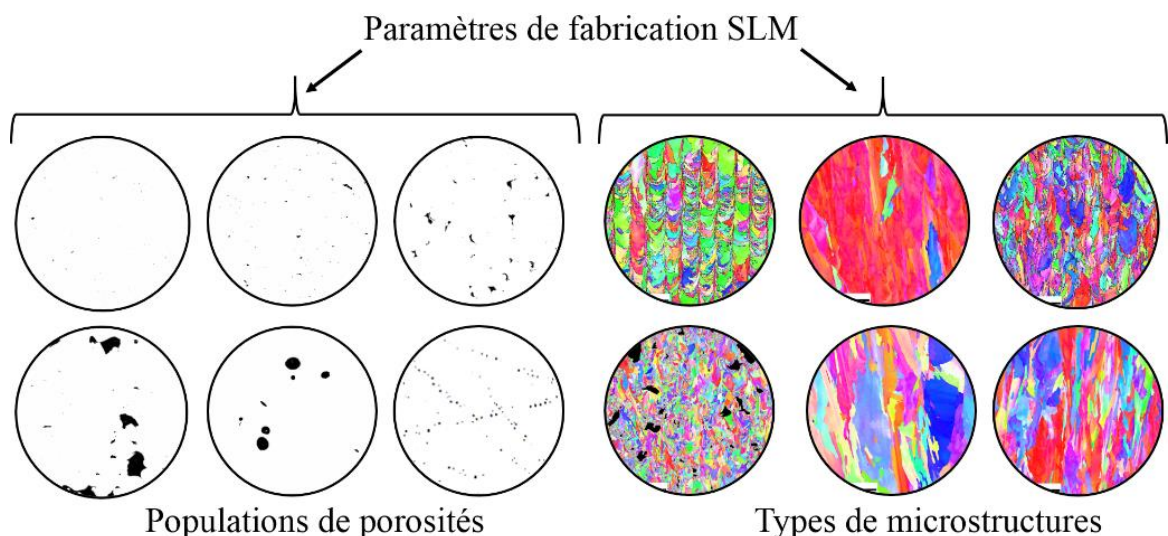 Paramètres de fabrication SLM
Populations de porosités
Types de microstructures